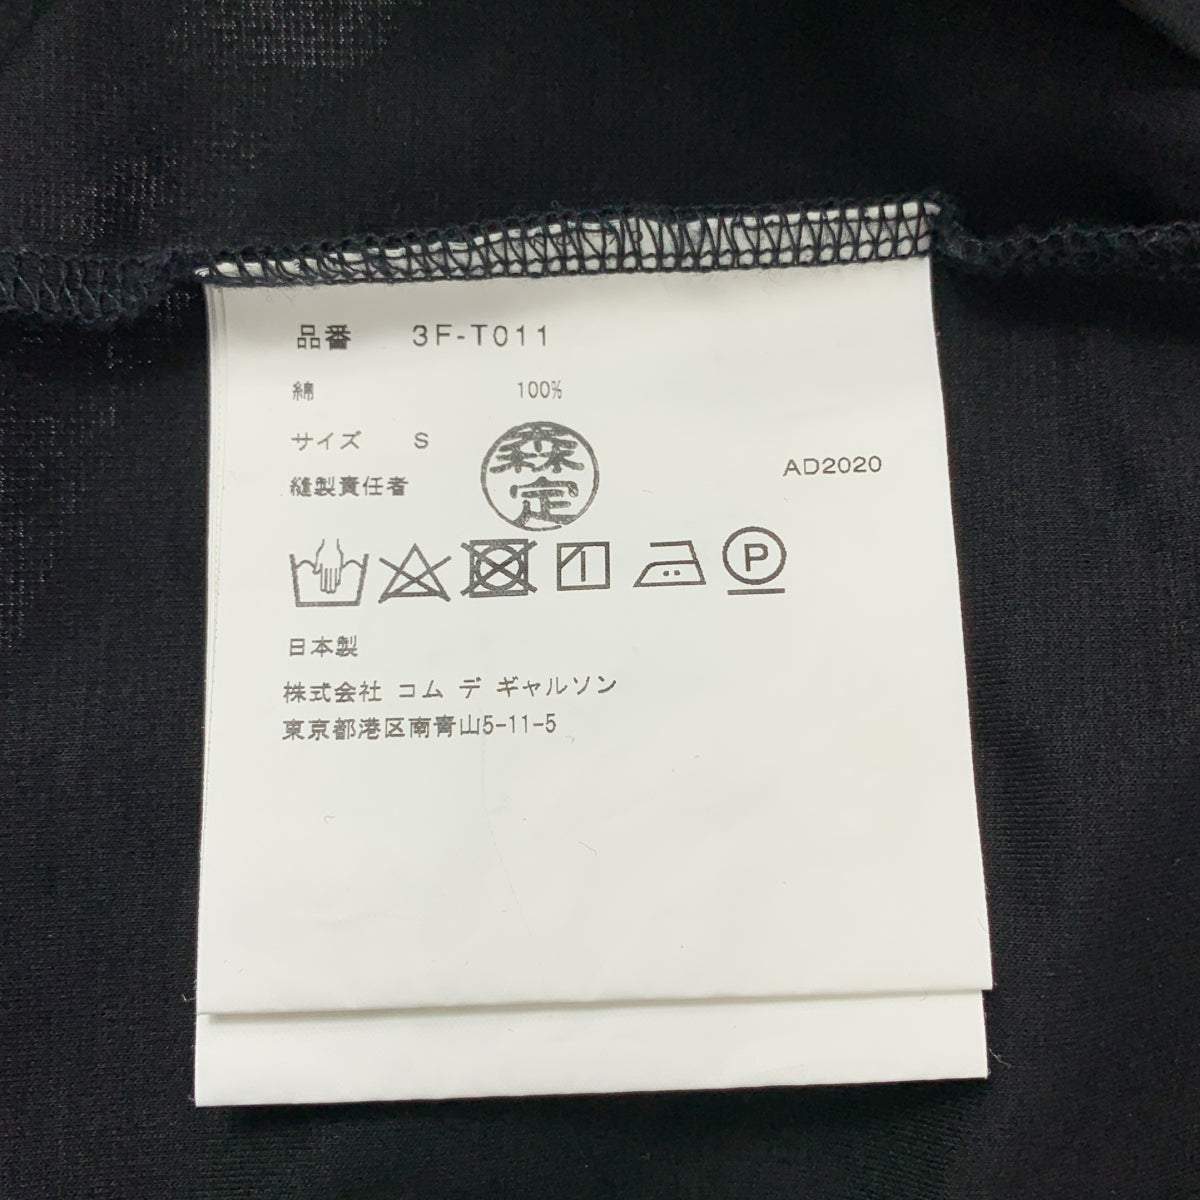 品番 3F-T011
綿 100%
サイズ S
AD2020
縫製責任者
森定
P
日本製
株式会社 コム デ ギャルソン
東京都港区南青山5-11-5